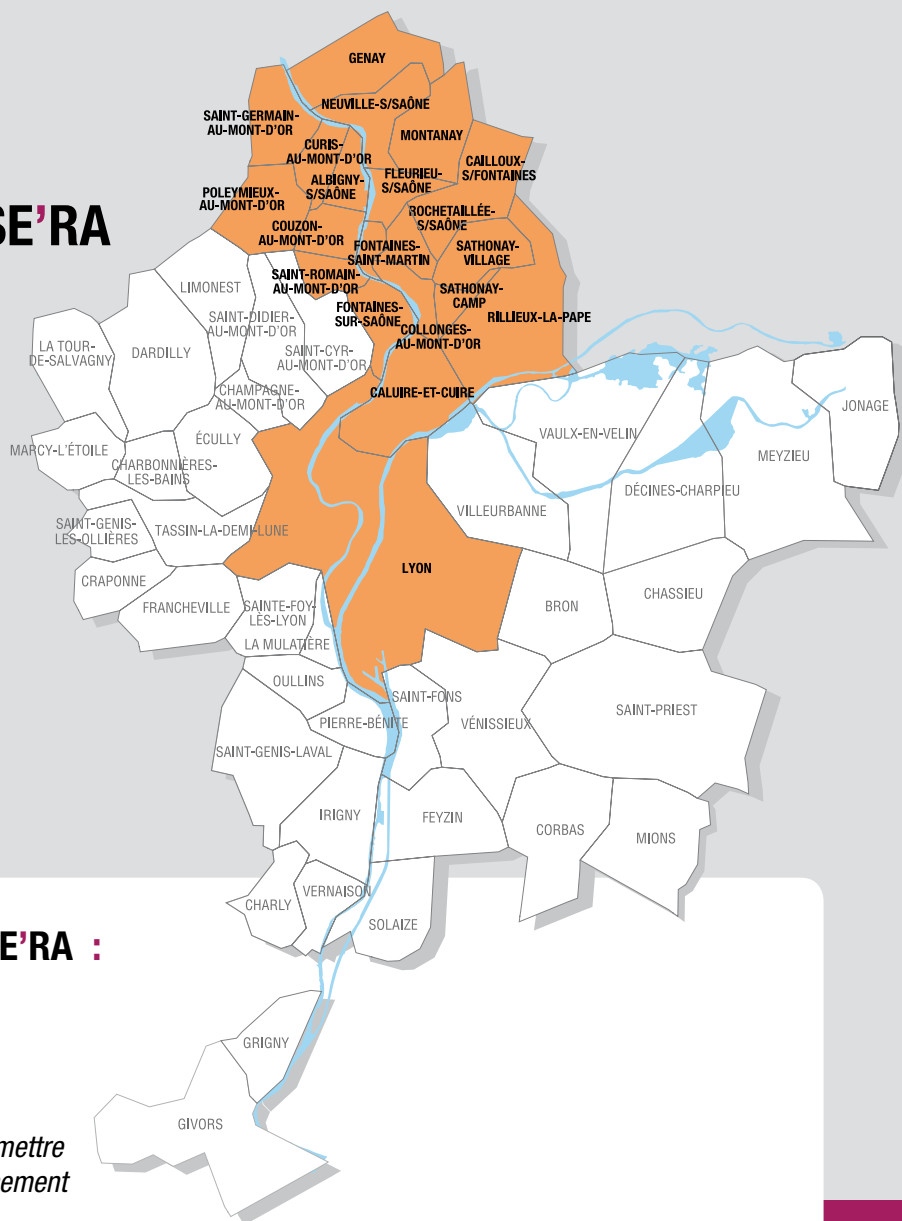 GENAY
NEUVILLE-S/SAÔNE
SAINT-GERMAIN-
AU-MONT-D'OR
MONTANAY
CURIS-
AU-MONT-D'OR
CAILLOUX-
S/FONTAINES
FLEURIEU-
S/SAÔNE
ALBIGNY-
S/SAÔNE
POLEYMIEUX-
AU-MONT-D'OR
SE'RA
ROCHETAILLÉE-
S/SAÔNE
COUZON-
AU-MONT-D'OR
FONTAINES-
SAINT-MARTIN
SATHONAY-
VILLAGE
SAINT-ROMAIN-
AU-MONT-D'OR
LIMONEST
SATHONAY-
CAMP
FONTAINES-
SUR-SAÔNE
RILLIEUX-LA-PAPE
SAINT-DIDIER-
AU-MONT-D'OR
COLLONGES-
AU-MONT-D'OR
LA TOUR-
DE-SALVAGNY
DARDILLY
SAINT-CYR-
AU-MONT-D'OR
CHAMPAGNE-
AU-MONT-D'OR
CALUIRE-ET-CUIRE
JONAGE
VAULX-EN-VELIN
ÉCULLY
MARCY-L'ÉTOILE
MEYZIEU
CHARBONNIÈRES-
LES-BAINS
DÉCINES-CHARPIEU
VILLEURBANNE
SAINT-GENIS-
LES-OLLIÈRES
TASSIN-LA-DEMI-LUNE
LYON
CRAPONNE
CHASSIEU
FRANCHEVILLE
SAINTE-FOY-
LÈS-LYON
BRON
LA MULATIÈRE
OULLINS
SAINT-FONS
SAINT-PRIEST
PIERRE-BÉNITE
VÉNISSIEUX
SAINT-GENIS-LAVAL
IRIGNY
FEYZIN
CORBAS
MIONS
VERNAISON
CHARLY
SOLAIZE
E'RA :
GRIGNY
GIVORS
mettre
ement